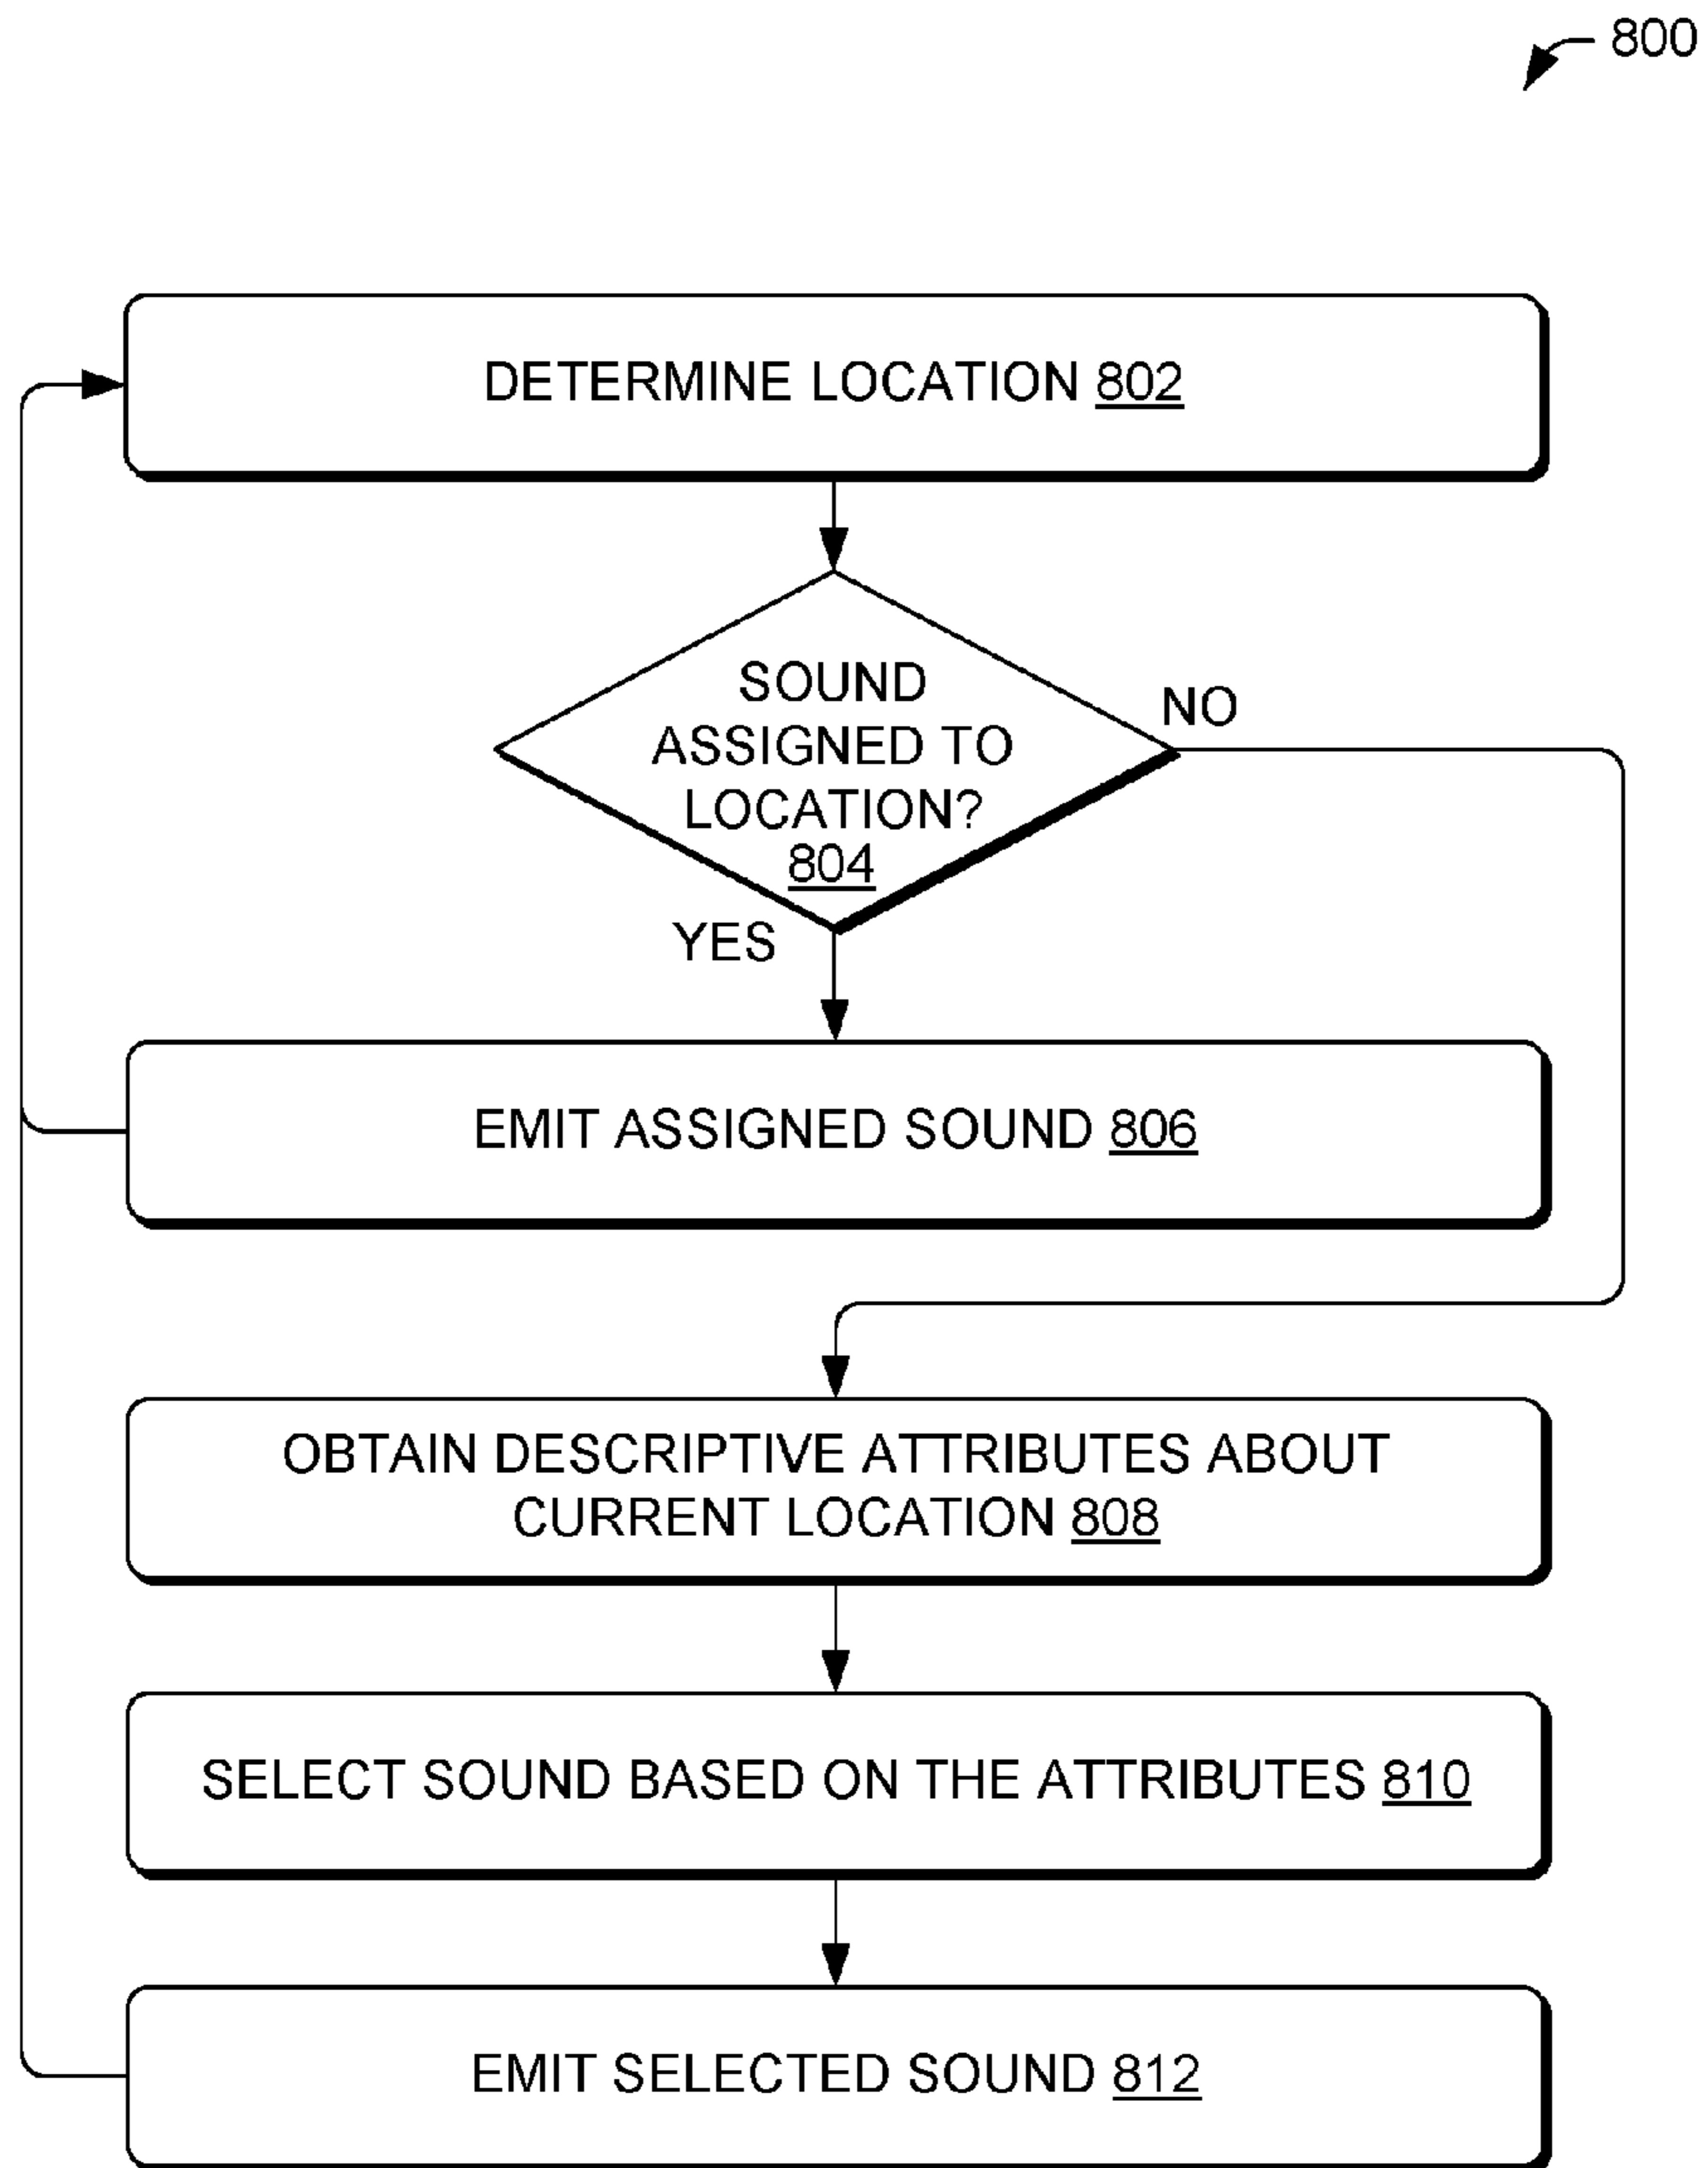 800
DETERMINE LOCATION 802
SOUND
ASSIGNED TO
LOCATION?
804
NO
YES
EMIT ASSIGNED SOUND 806
OBTAIN DESCRIPTIVE ATTRIBUTES ABOUT
CURRENT LOCATION 808
SELECT SOUND BASED ON THE ATTRIBUTES 810
EMIT SELECTED SOUND 812